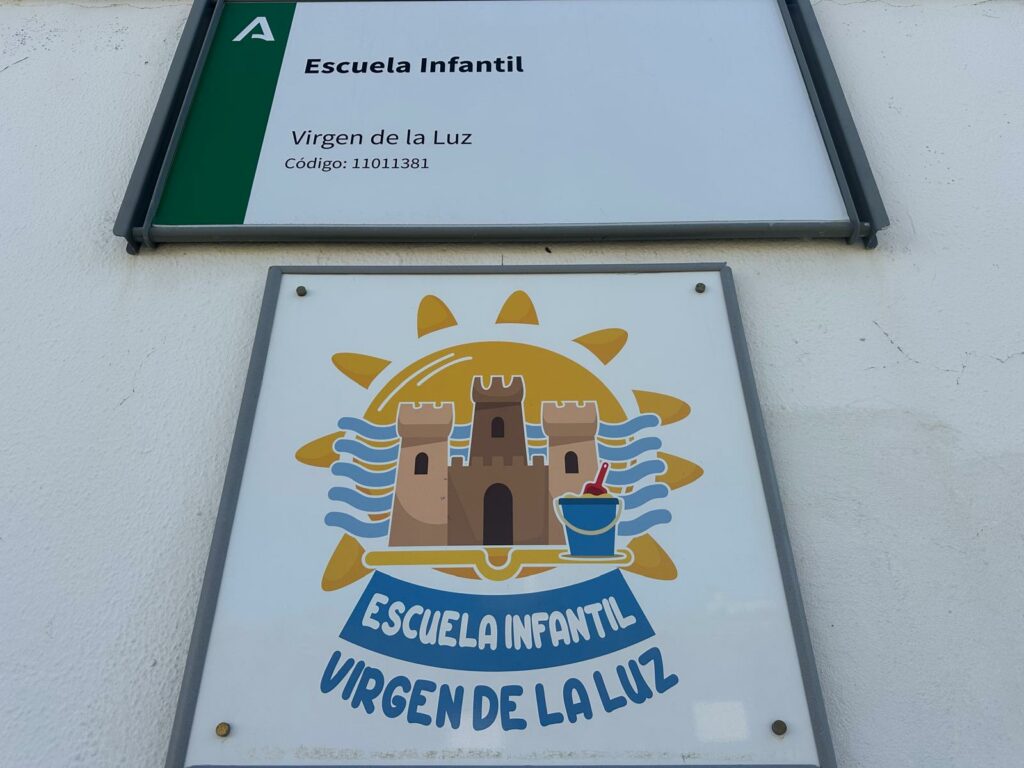 Escuela Infantil
Virgen de la Luz
Código: 11011381
ESCUELA INFANTIL
VIRGEN DE LA LUZ